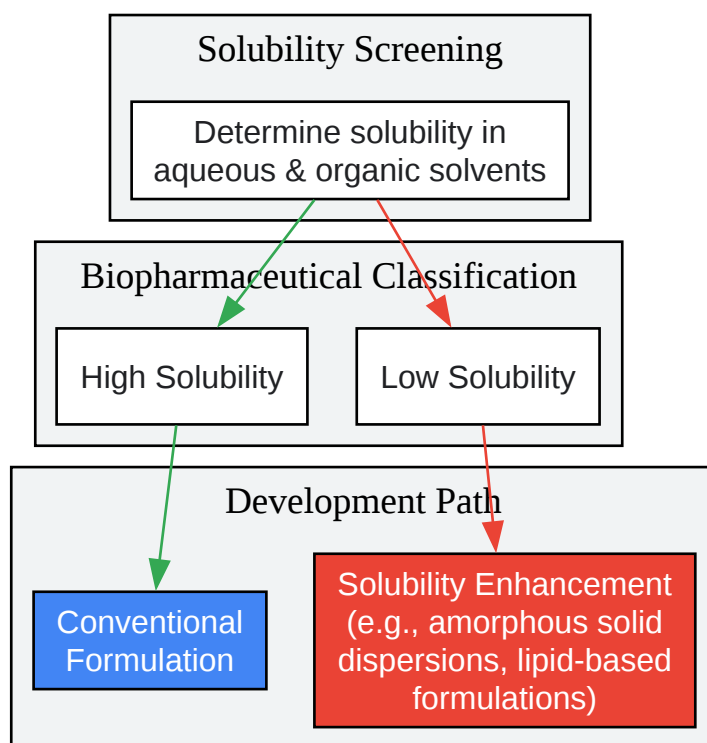 Solubility Screening
Determine solubility in
aqueous & organic solvents
Biopharmaceutical Classification
High Solubility
Low Solubility
Development Path
Conventional
Formulation
Solubility Enhancement
(e.g., amorphous solid
dispersions, lipid-based
formulations)